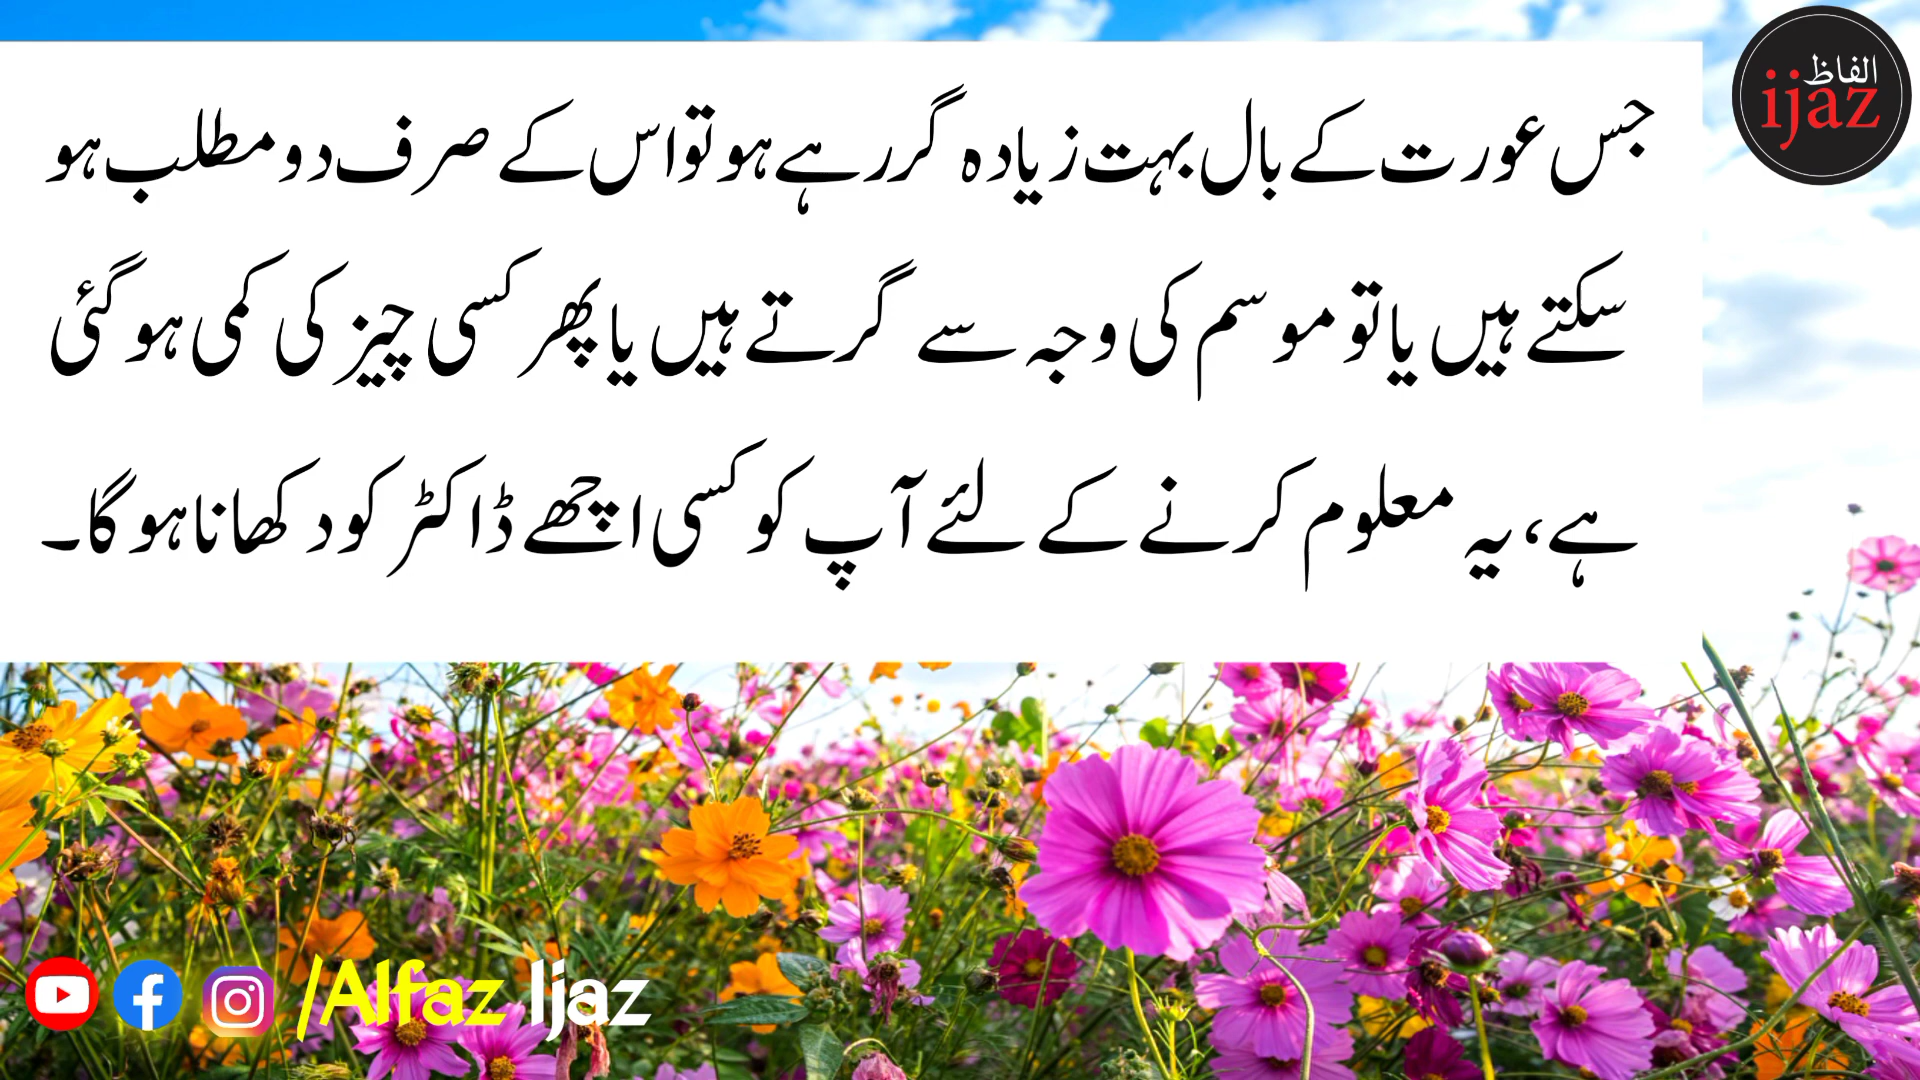 الفاظ
ijaz
جس عورت کے بال بہت زیادہ گر رہے ہو تو اس کے صرف دو مطلب ہو
سکتے ہیں یا تو موسم کی وجہ سے گرتے ہیں یا پھر کسی چیز کی کمی ہو گئی
ہے، یہ معلوم کرنے کے لئے آپ کو کسی اچھے ڈاکٹر کو دکھانا ہو گا۔
/Alfaz Ijaz